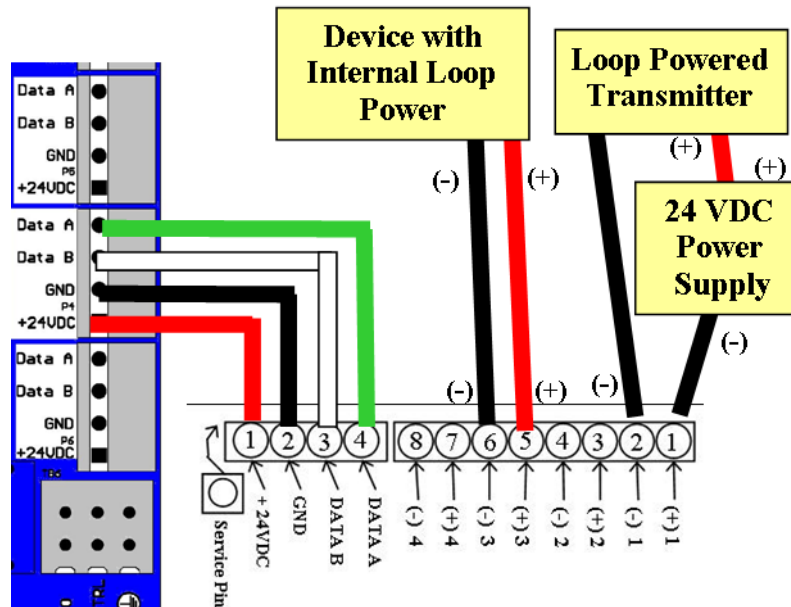 Data A
Data B
GND
P5
+24VDC
Data A
Data B
GND
P4
+24VDC
Data A
Data B
GND
P6
+24VDC
Device with
Internal Loop
Power
Loop Powered
Transmitter
(-)
(+)
(+)
(+)
24 VDC
Power
Supply
(-)
(-)
(+)
(-)
1
2
3
4
8
7
6
5
4
3
2
1
Service Pin
+ 24VDC
GND
DATA B
DATA A
(-) 4
(+) 4
(-) 3
(+) 3
(-) 2
(+) 2
(-) 1
(+) 1